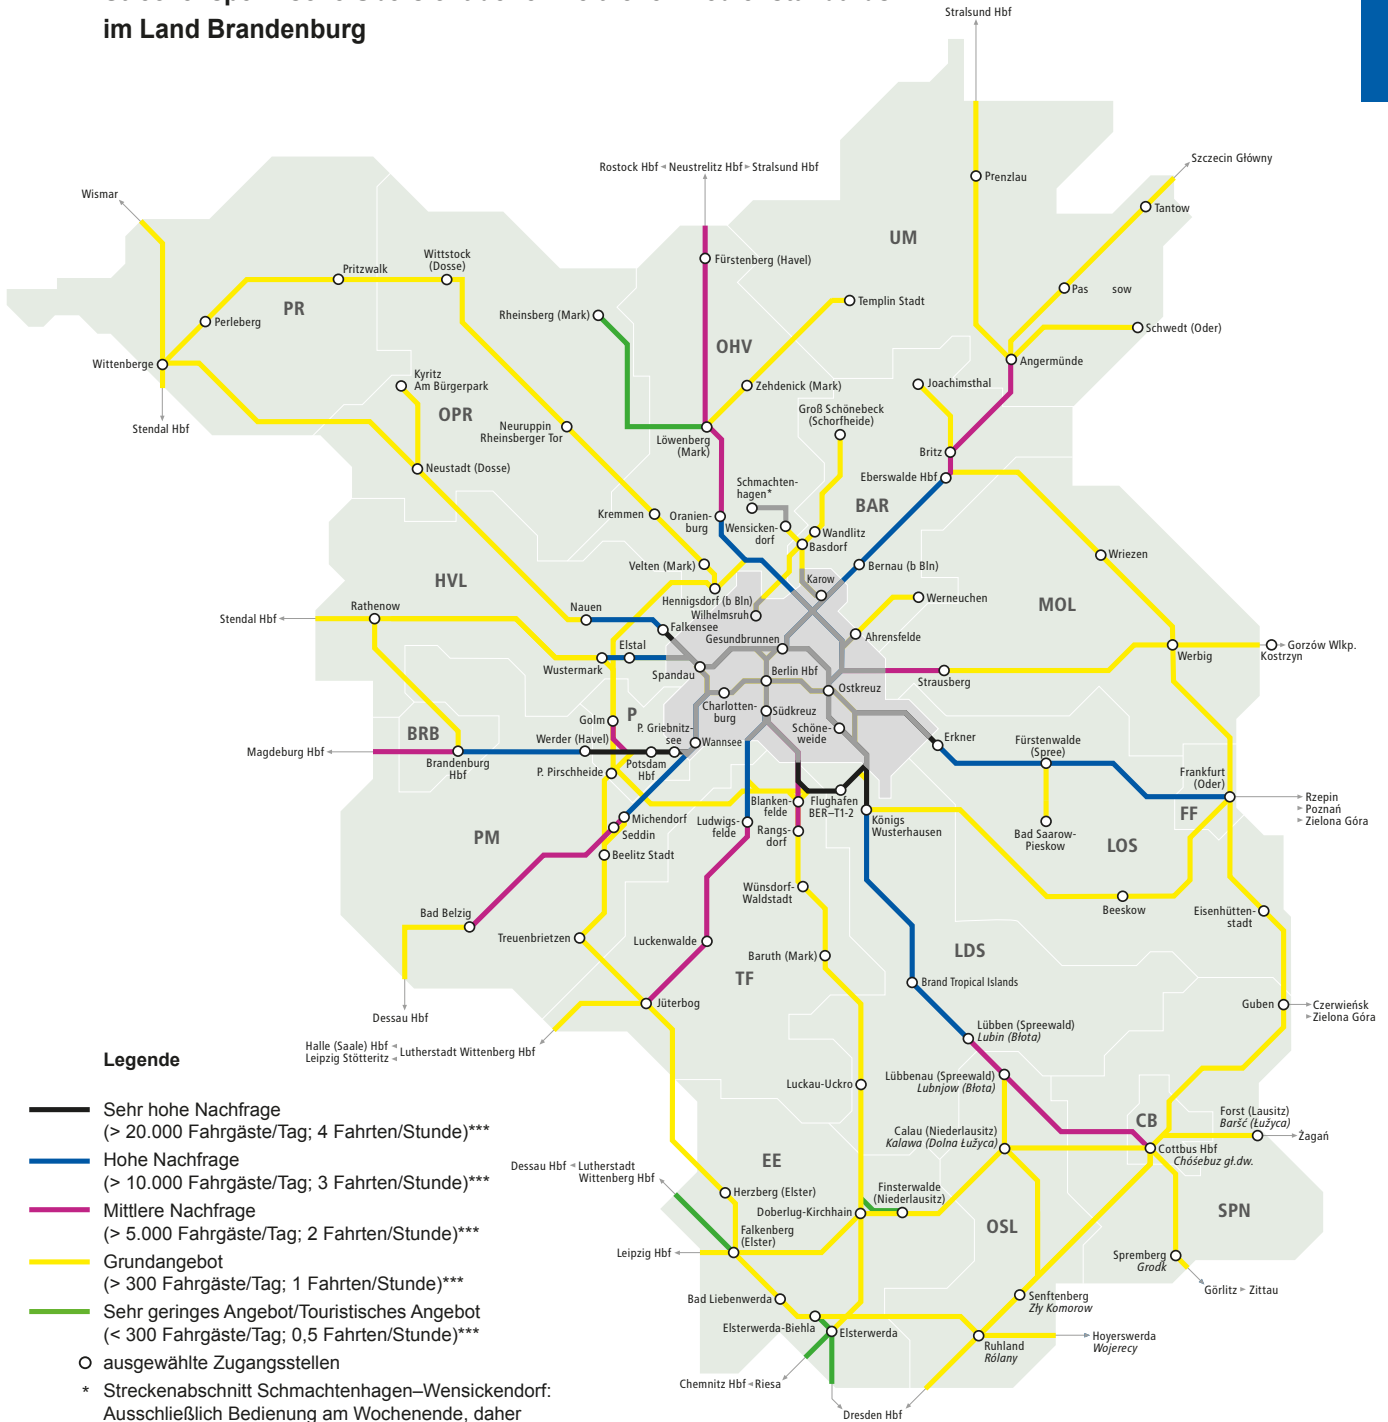 im Land Brandenburg
Stralsund Hbf
Rostock Hbf ◂ Neustrelitz Hbf ▸ Stralsund Hbf
Szczecin Główny
Wismar
Prenzlau
Tantow
UM
Wittstock
(Dosse)
Pritzwalk
Fürstenberg (Havel)
Pas sow
PR
Perleberg
Rheinsberg (Mark)
Templin Stadt
Schwedt (Oder)
OHV
Wittenberge
Angermünde
Kyritz
Am Bürgerpark
Zehdenick (Mark)
Joachimsthal
OPR
Stendal Hbf
Neuruppin
Rheinsberger Tor
Groß Schönebeck
(Schorfheide)
Löwenberg
(Mark)
Britz
Neustadt (Dosse)
Eberswalde Hbf
Schmachten-
hagen*
BAR
Kremmen
Oranien-
burg
Wensicken-
dorf
Wandlitz
Basdorf
Wriezen
Velten (Mark)
Bernau (b Bln)
HVL
Karow
Hennigsdorf (b Bln)
Werneuchen
MOL
Rathenow
Nauen
Wilhelmsruh
Stendal Hbf
Falkensee
Ahrensfelde
Elstal
Gesundbrunnen
Gorzów Wlkp.
Kostrzyn
Wustermark
Spandau
Berlin Hbf
Werbig
Strausberg
Ostkreuz
Charlotten-
burg
Südkreuz
Golm
P
P. Griebnitz-
see
Schöne-
weide
BRB
Werder (Havel)
Wannsee
Erkner
Fürstenwalde
(Spree)
Magdeburg Hbf
Brandenburg
Hbf
Potsdam
Hbf
P. Pirschheide
Frankfurt
(Oder)
Blanken-
felde
Flughafen
BER–T1-2
Rzepin
Poznań
Zielona Góra
Michendorf
Seddin
Ludwigs-
felde
Rangs-
dorf
Königs
Wusterhausen
Bad Saarow-
Pieskow
FF
PM
LOS
Beelitz Stadt
Wünsdorf-
Waldstadt
Bad Belzig
Beeskow
Eisenhütten-
stadt
Treuenbrietzen
Luckenwalde
Baruth (Mark)
LDS
TF
Brand Tropical Islands
Jüterbog
Guben
Czerwieńsk
Zielona Góra
Dessau Hbf
Lübben (Spreewald)
Lubin (Błota)
Halle (Saale) Hbf
Leipzig Stötteritz
Lutherstadt Wittenberg Hbf
Lübbenau (Spreewald)
Lubnjow (Błota)
Luckau-Uckro
CB
Forst (Lausitz)
Baršć (Łužyca)
Żagań
Calau (Niederlausitz)
Kalawa (Dolna Łužyca)
Cottbus Hbf
Chóśebuz gł.dw.
EE
Dessau Hbf ◂ Lutherstadt
Wittenberg Hbf
Herzberg (Elster)
Finsterwalde
(Niederlausitz)
Doberlug-Kirchhain
OSL
SPN
Falkenberg
(Elster)
Leipzig Hbf
Spremberg
Grodk
Görlitz ▸ Zittau
Bad Liebenwerda
Senftenberg
Zły Komorow
Elsterwerda-Biehla
Elsterwerda
Ruhland
Rólany
Hoyerswerda
Wojerecy
Chemnitz Hbf ◂ Riesa
Dresden Hbf
Legende
Sehr hohe Nachfrage
(> 20.000 Fahrgäste/Tag; 4 Fahrten/Stunde)***
Hohe Nachfrage
(> 10.000 Fahrgäste/Tag; 3 Fahrten/Stunde)***
Mittlere Nachfrage
(> 5.000 Fahrgäste/Tag; 2 Fahrten/Stunde)***
Grundangebot
(> 300 Fahrgäste/Tag; 1 Fahrten/Stunde)***
Sehr geringes Angebot/Touristisches Angebot
(< 300 Fahrgäste/Tag; 0,5 Fahrten/Stunde)***
ausgewählte Zugangsstellen
* Streckenabschnitt Schmachtenhagen–Wensickendorf:
Ausschließlich Bedienung am Wochenende, daher